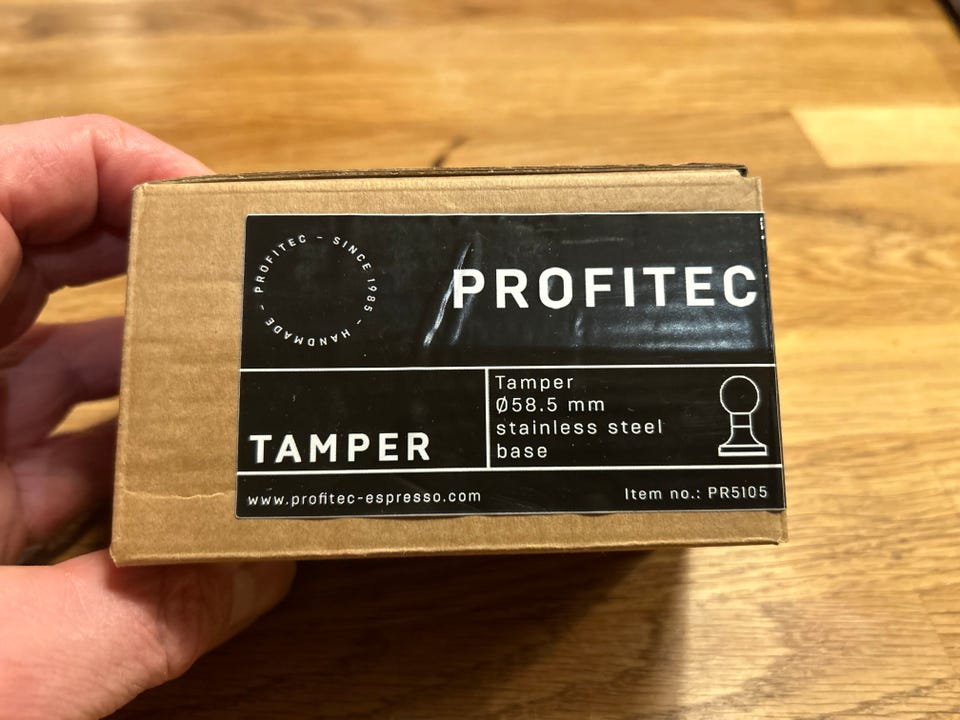 PROFITEC - SINCE 1985 - HANDMADE -
PROFITEC
TAMPER
Tamper
Ø58.5 mm
stainless steel
base
www.profitec-espresso.com
Item no.: PR5105